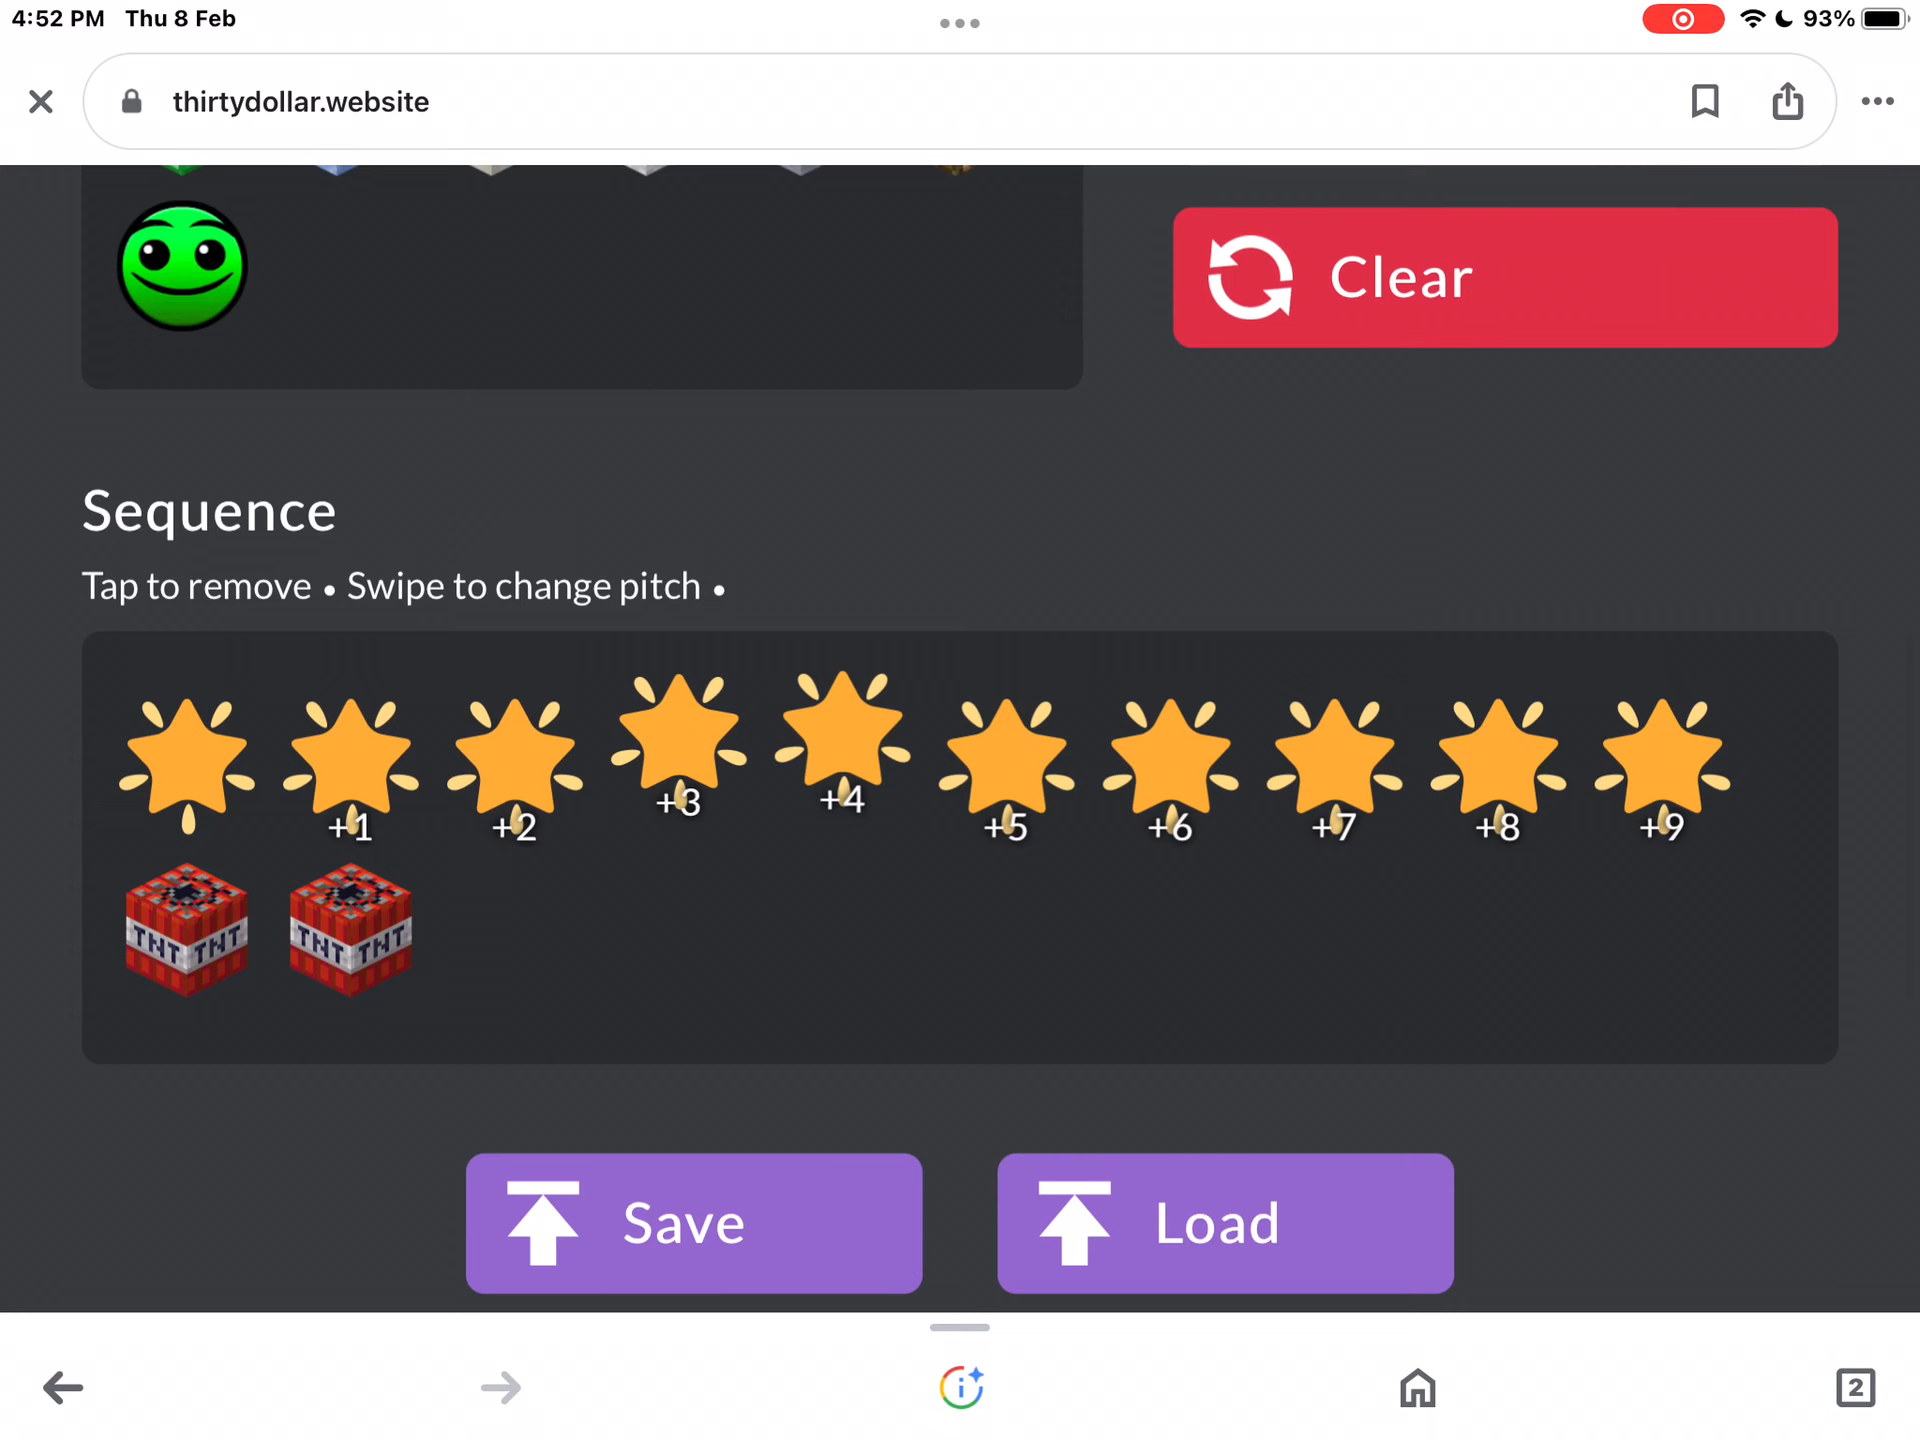 4:52 PM Thu 8 Feb 93%
thirtydollar.website
Clear
Sequence
Tap to remove • Swipe to change pitch •
+1 +2 +3 +4 +5 +6 +7 +8 +9
TNT TNT TNT TNT
Save Load
2